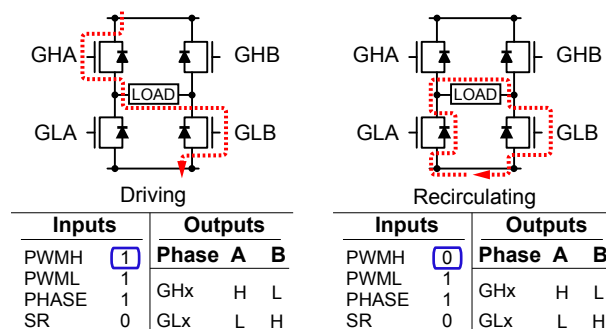 GHA
GHB
LOAD
GLA
GLB
Driving
Inputs Outputs
PWMH 1 Phase A B
PWML 1
PHASE 1 GHx H L
SR 0 GLx L H
GHA
GHB
LOAD
GLA
GLB
Recirculating
Inputs Outputs
PWMH 0 Phase A B
PWML 1
PHASE 1 GHx H L
SR 0 GLx L H